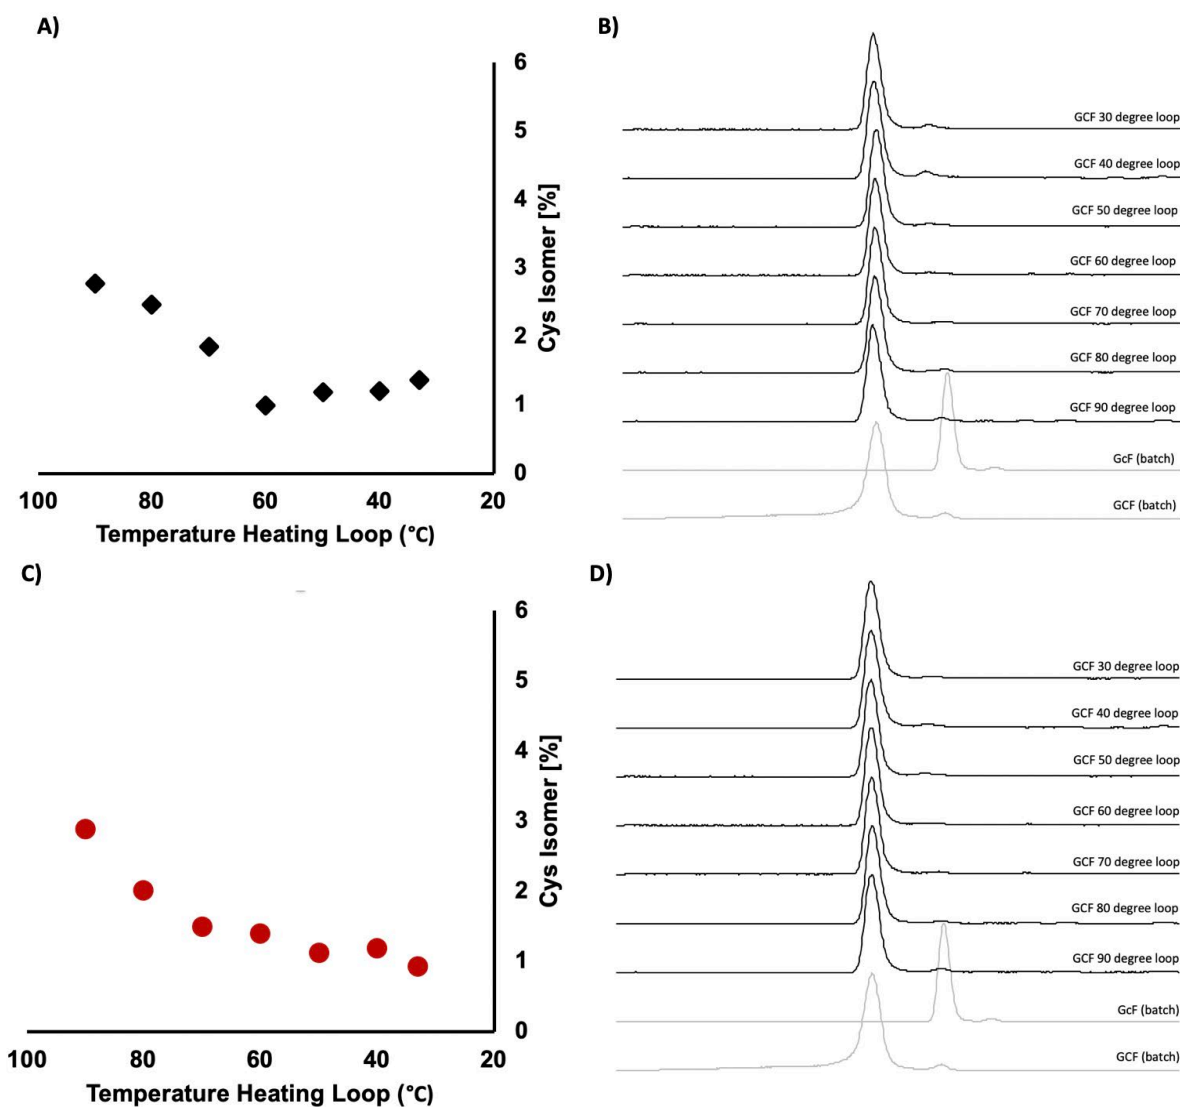 A)
6
5
4
3
2
1
0
Cys Isomer [%]
100 80 60 40 20
Temperature Heating Loop (°C)
B)
GCF 30 degree loop
GCF 40 degree loop
GCF 50 degree loop
GCF 60 degree loop
GCF 70 degree loop
GCF 80 degree loop
GCF 90 degree loop
GcF (batch)
GCF (batch)
C)
6
5
4
3
2
1
0
Cys Isomer [%]
100 80 60 40 20
Temperature Heating Loop (°C)
D)
GCF 30 degree loop
GCF 40 degree loop
GCF 50 degree loop
GCF 60 degree loop
GCF 70 degree loop
GCF 80 degree loop
GCF 90 degree loop
GcF (batch)
GCF (batch)